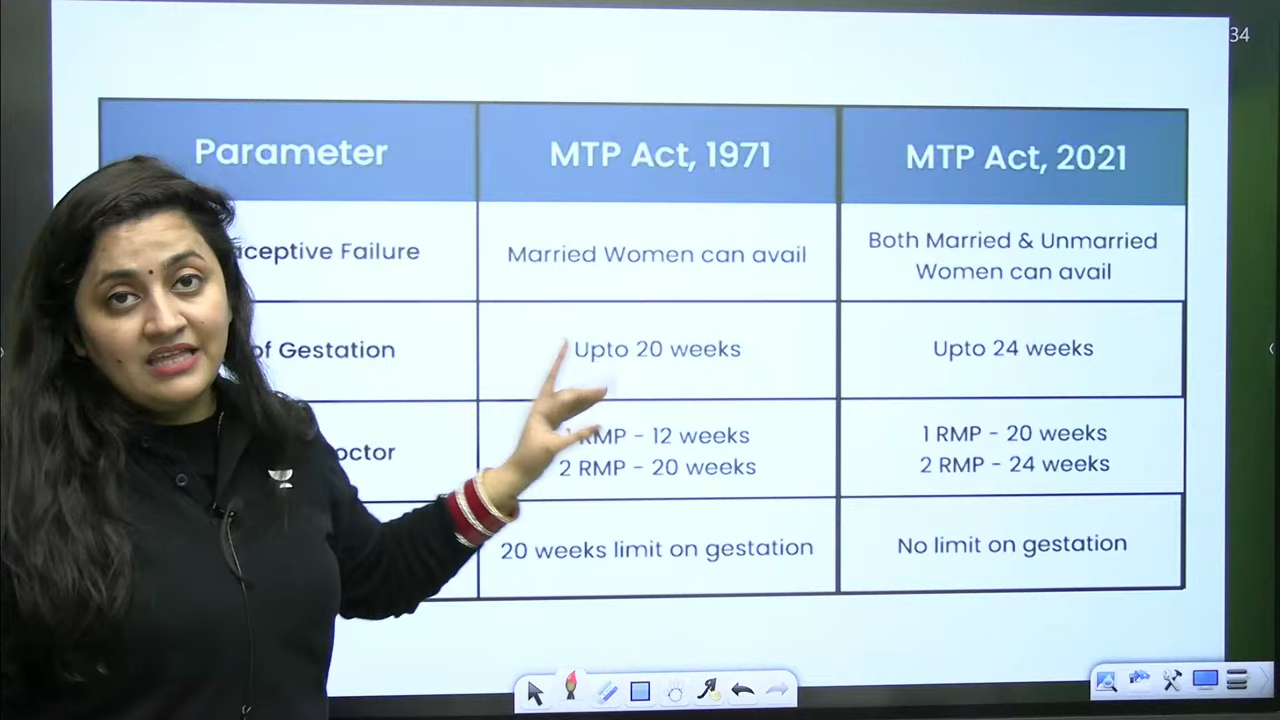 34
Parameter
MTP Act, 1971
MTP Act, 2021
ceptive Failure
Married Women can avail
Both Married & Unmarried
Women can avail
of Gestation
Upto 20 weeks
Upto 24 weeks
octor
RMP - 12 weeks
2 RMP - 20 weeks
1 RMP - 20 weeks
2 RMP - 24 weeks
20 weeks limit on gestation
No limit on gestation